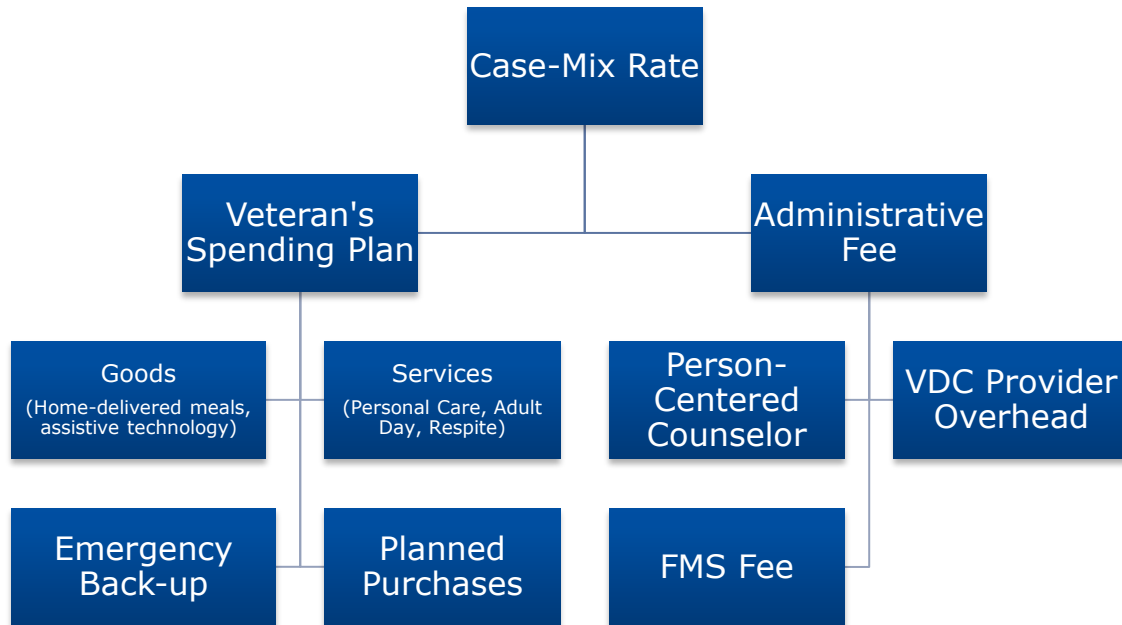 Case-Mix Rate
Veteran's
Spending Plan
Administrative
Fee
Goods
(Home-delivered meals,
assistive technology)
Services
(Personal Care, Adult
Day, Respite)
Person-
Centered
Counselor
VDC Provider
Overhead
Emergency
Back-up
Planned
Purchases
FMS Fee